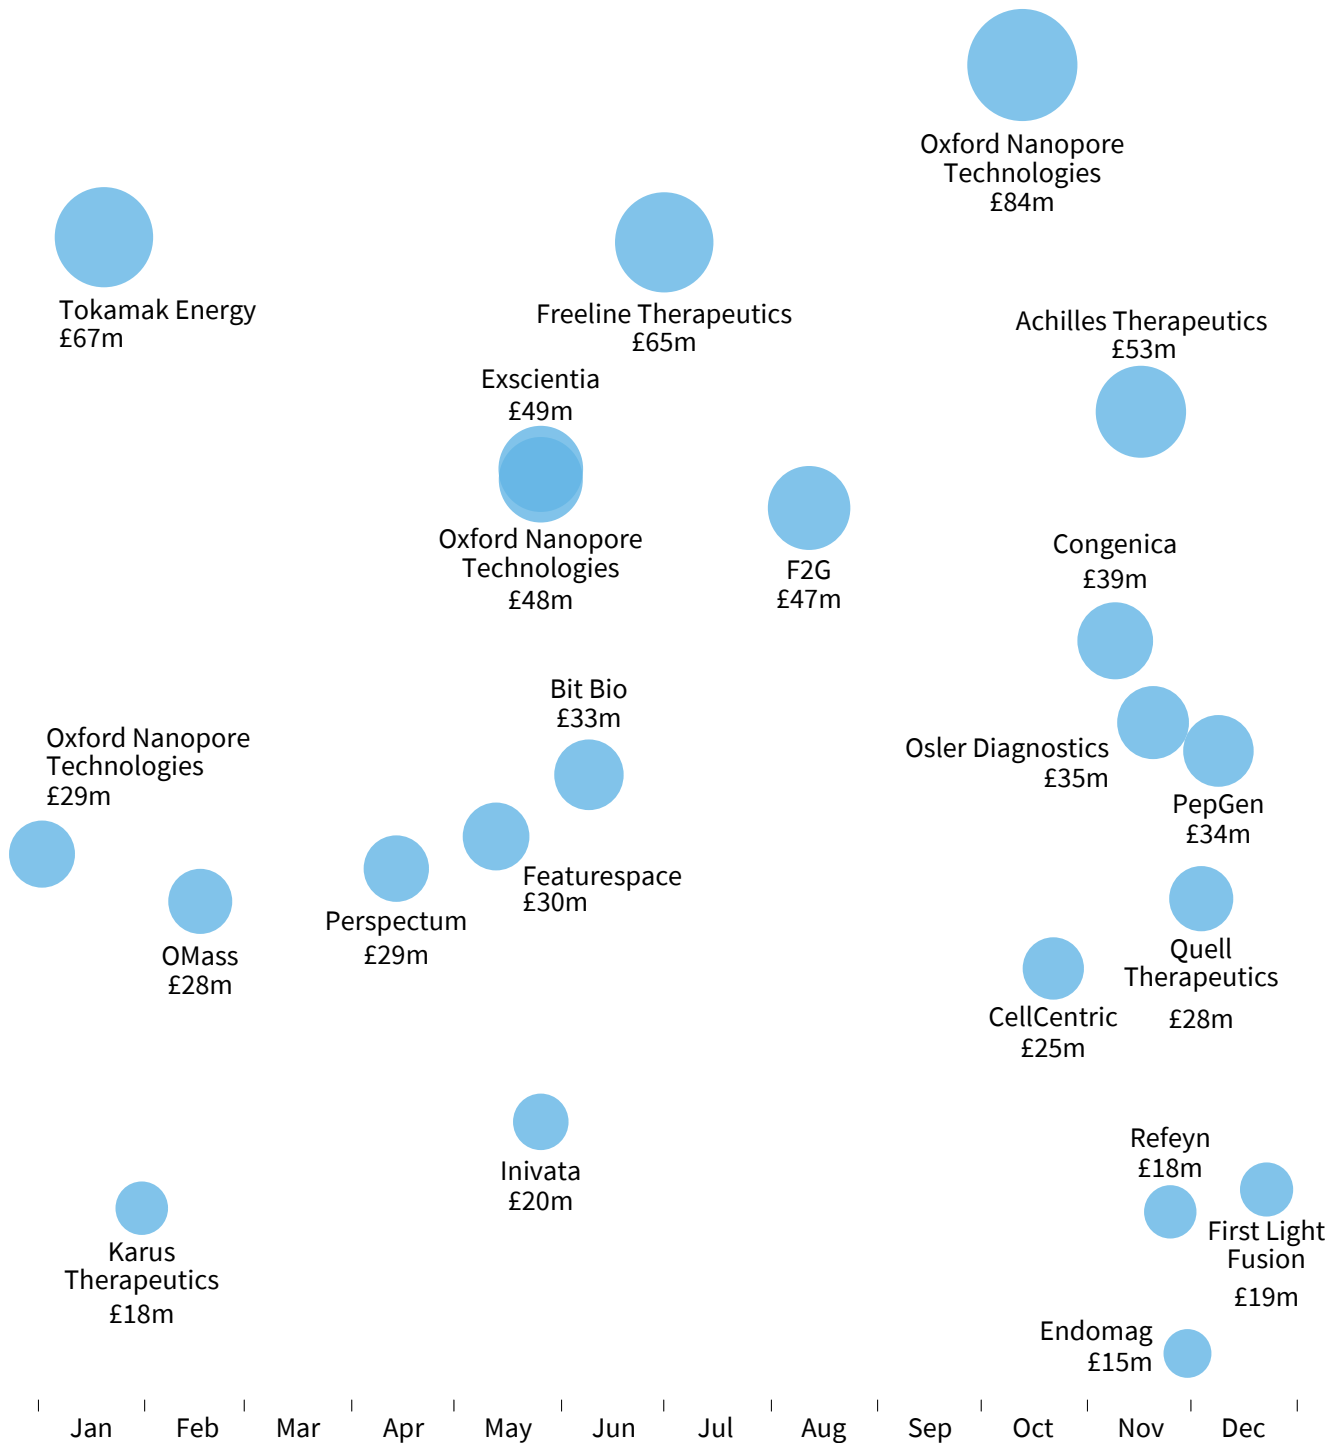 Oxford Nanopore
Technologies
£84m
Tokamak Energy
£67m
Freeline Therapeutics
£65m
Achilles Therapeutics
£53m
Exscientia
£49m
Oxford Nanopore
Technologies
£48m
F2G
£47m
Congenica
£39m
Bit Bio
£33m
Oxford Nanopore
Technologies
£29m
Osler Diagnostics
£35m
PepGen
£34m
Featurespace
£30m
Perspectum
£29m
OMass
£28m
Quell
Therapeutics
£28m
CellCentric
£25m
Inivata
£20m
Refeyn
£18m
First Light
Fusion
£19m
Karus
Therapeutics
£18m
Endomag
£15m
Jan Feb Mar Apr May Jun Jul Aug Sep Oct Nov Dec